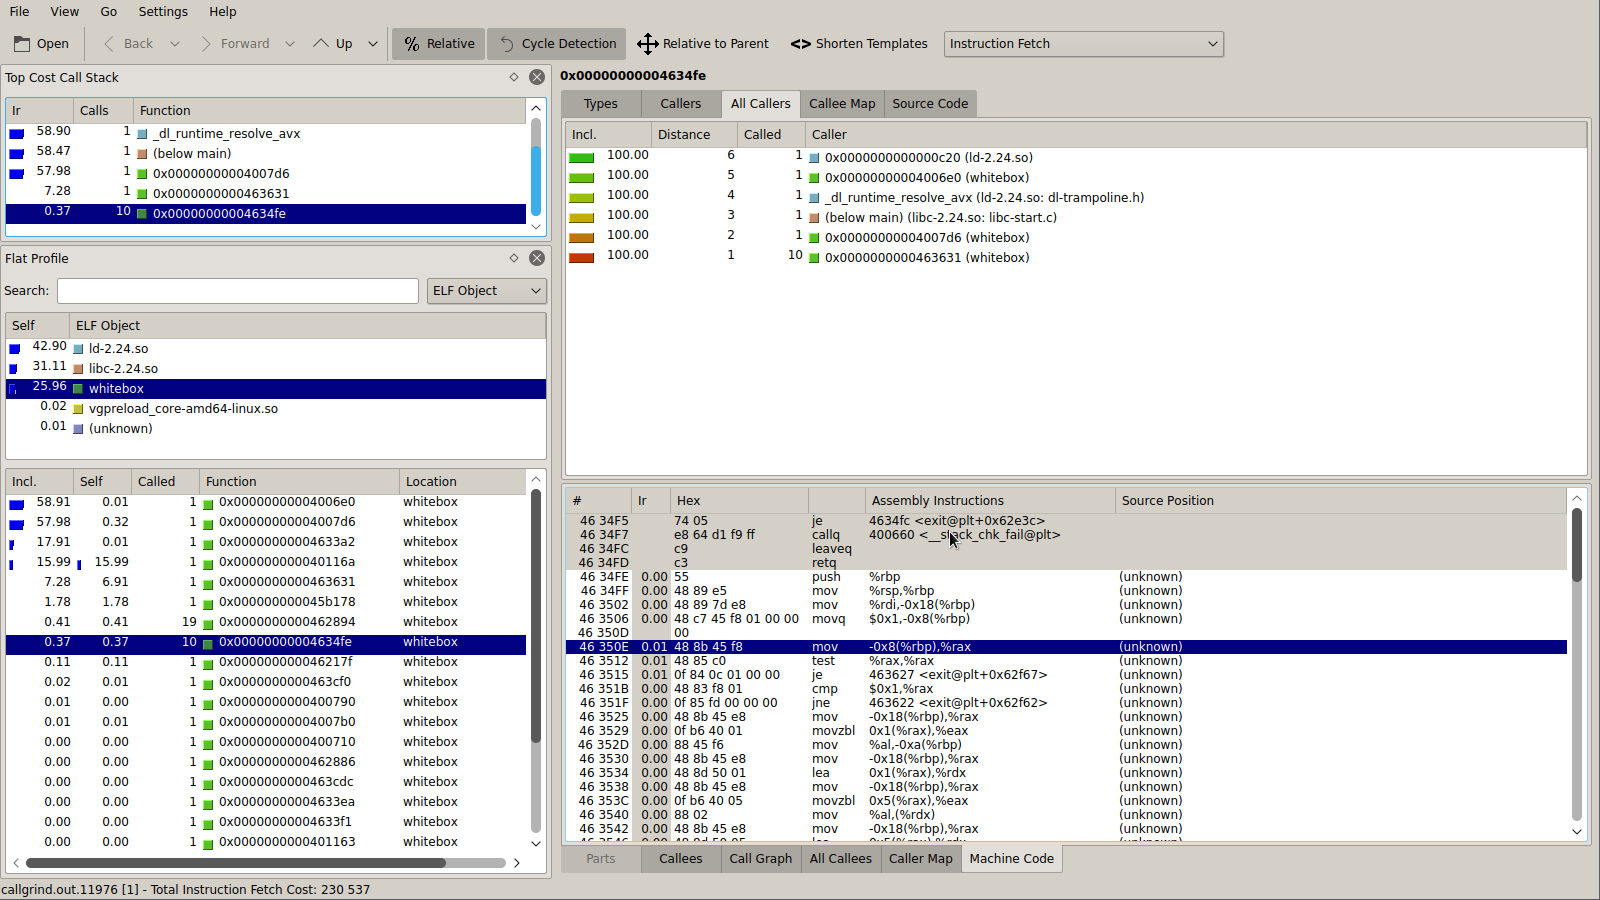 File View Go Settings Help
Open Back Forward Up Relative Cycle Detection Relative to Parent <> Shorten Templates Instruction Fetch
Top Cost Call Stack
Ir Calls Function
58.90 1 _dl_runtime_resolve_avx
58.47 1 (below main)
57.98 1 0x00000000004007d6
7.28 1 0x0000000000463631
0.37 10 0x00000000004634fe
Flat Profile
Search: ELF Object
Self ELF Object
42.90 ld-2.24.so
31.11 libc-2.24.so
25.96 whitebox
0.02 vgpreload_core-amd64-linux.so
0.01 (unknown)
Incl. Self Called Function Location
58.91 0.01 1 0x00000000004006e0 whitebox
57.98 0.32 1 0x00000000004007d6 whitebox
17.91 0.01 1 0x00000000004633a2 whitebox
15.99 15.99 1 0x000000000040116a whitebox
7.28 6.91 1 0x0000000000463631 whitebox
1.78 1.78 1 0x000000000045b178 whitebox
0.41 0.41 19 0x0000000000462894 whitebox
0.37 0.37 10 0x00000000004634fe whitebox
0.11 0.11 1 0x000000000046217f whitebox
0.02 0.01 1 0x0000000000463cf0 whitebox
0.01 0.00 1 0x0000000000400790 whitebox
0.01 0.01 1 0x00000000004007b0 whitebox
0.00 0.00 1 0x0000000000400710 whitebox
0.00 0.00 1 0x0000000000462886 whitebox
0.00 0.00 1 0x0000000000463cdc whitebox
0.00 0.00 1 0x00000000004633ea whitebox
0.00 0.00 1 0x00000000004633f1 whitebox
0.00 0.00 1 0x0000000000401163 whitebox
0x00000000004634fe
Types Callers All Callers Callee Map Source Code
Incl. Distance Called Caller
100.00 6 1 0x0000000000000c20 (ld-2.24.so)
100.00 5 1 0x00000000004006e0 (whitebox)
100.00 4 1 _dl_runtime_resolve_avx (ld-2.24.so: dl-trampoline.h)
100.00 3 1 (below main) (libc-2.24.so: libc-start.c)
100.00 2 1 0x00000000004007d6 (whitebox)
100.00 1 10 0x0000000000463631 (whitebox)
# Ir Hex Assembly Instructions Source Position
46 34F5 74 05 je 4634fc <exit@plt+0x62e3c>
46 34F7 e8 64 d1 f9 ff callq 400660 <__stack_chk_fail@plt>
46 34FC c9 leaveq
46 34FD c3 retq
46 34FE 0.00 55 push %rbp (unknown)
46 34FF 0.00 48 89 e5 mov %rsp,%rbp (unknown)
46 3502 0.00 48 89 7d e8 mov %rdi,-0x18(%rbp) (unknown)
46 3506 0.00 48 c7 45 f8 01 00 00 movq $0x1,-0x8(%rbp) (unknown)
46 350D 00
46 350E 0.01 48 8b 45 f8 mov -0x8(%rbp),%rax (unknown)
46 3512 0.01 48 85 c0 test %rax,%rax (unknown)
46 3515 0.01 0f 84 0c 01 00 00 je 463627 <exit@plt+0x62f67> (unknown)
46 351B 0.00 48 83 f8 01 cmp $0x1,%rax (unknown)
46 351F 0.00 0f 85 fd 00 00 00 jne 463622 <exit@plt+0x62f62> (unknown)
46 3525 0.00 48 8b 45 e8 mov -0x18(%rbp),%rax (unknown)
46 3529 0.00 0f b6 40 01 movzbl 0x1(%rax),%eax (unknown)
46 352D 0.00 88 45 f6 mov %al,-0xa(%rbp) (unknown)
46 3530 0.00 48 8b 45 e8 mov -0x18(%rbp),%rax (unknown)
46 3534 0.00 48 8d 50 01 lea 0x1(%rax),%rdx (unknown)
46 3538 0.00 48 8b 45 e8 mov -0x18(%rbp),%rax (unknown)
46 353C 0.00 0f b6 40 05 movzbl 0x5(%rax),%eax (unknown)
46 3540 0.00 88 02 mov %al,(%rdx) (unknown)
46 3542 0.00 48 8b 45 e8 mov -0x18(%rbp),%rax (unknown)
Parts Callees Call Graph All Callees Caller Map Machine Code
callgrind.out.11976 [1] - Total Instruction Fetch Cost: 230 537